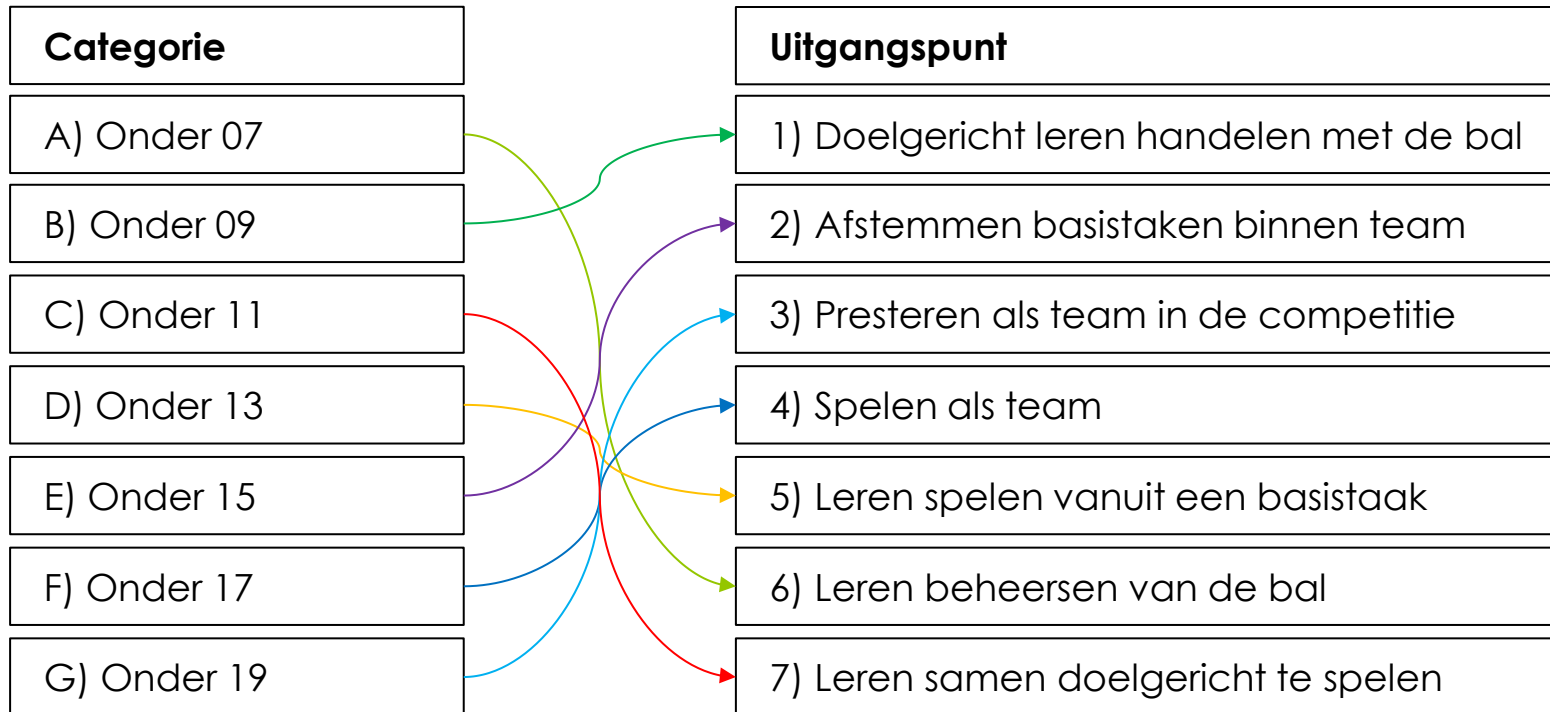 Categorie
A) Onder 07
B) Onder 09
C) Onder 11
D) Onder 13
E) Onder 15
F) Onder 17
G) Onder 19
Uitgangspunt
1) Doelgericht leren handelen met de bal
2) Afstemmen basistaken binnen team
3) Presteren als team in de competitie
4) Spelen als team
5) Leren spelen vanuit een basistaak
6) Leren beheersen van de bal
7) Leren samen doelgericht te spelen